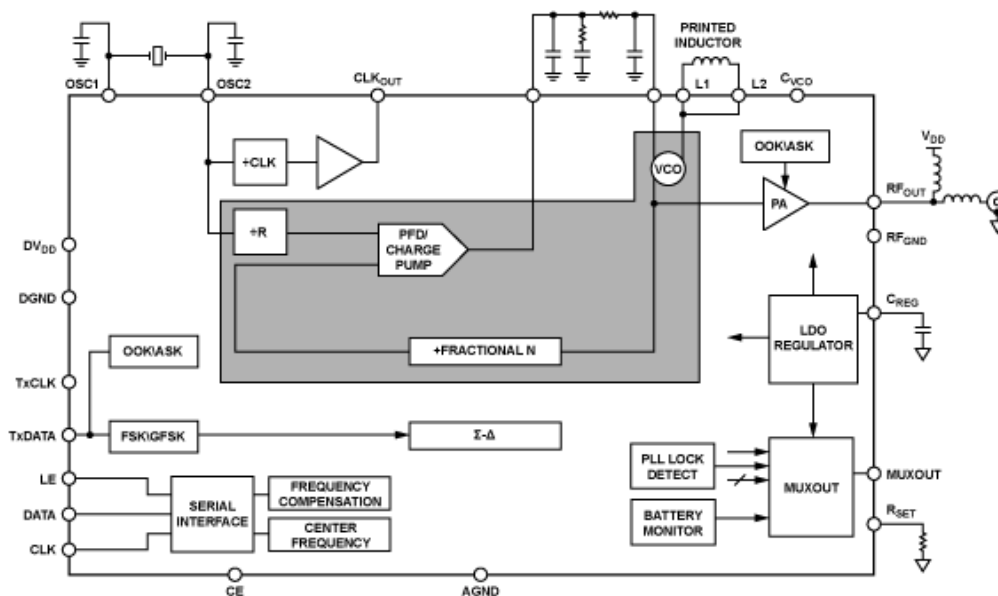 PRINTED
INDUCTOR
OSC1
OSC2
CLKOUT
L1
L2
CVCO
÷CLK
VCO
OOK\ASK
VDD
PA
RFOUT
÷R
PFD/
CHARGE
PUMP
RFGND
DVDD
DGND
CREG
LDO
REGULATOR
+FRACTIONAL N
OOK\ASK
TxCLK
TxDATA
FSK\GFSK
Σ-Δ
LE
DATA
CLK
SERIAL
INTERFACE
FREQUENCY
COMPENSATION
CENTER
FREQUENCY
PLL LOCK
DETECT
BATTERY
MONITOR
MUXOUT
MUXOUT
RSET
CE
AGND